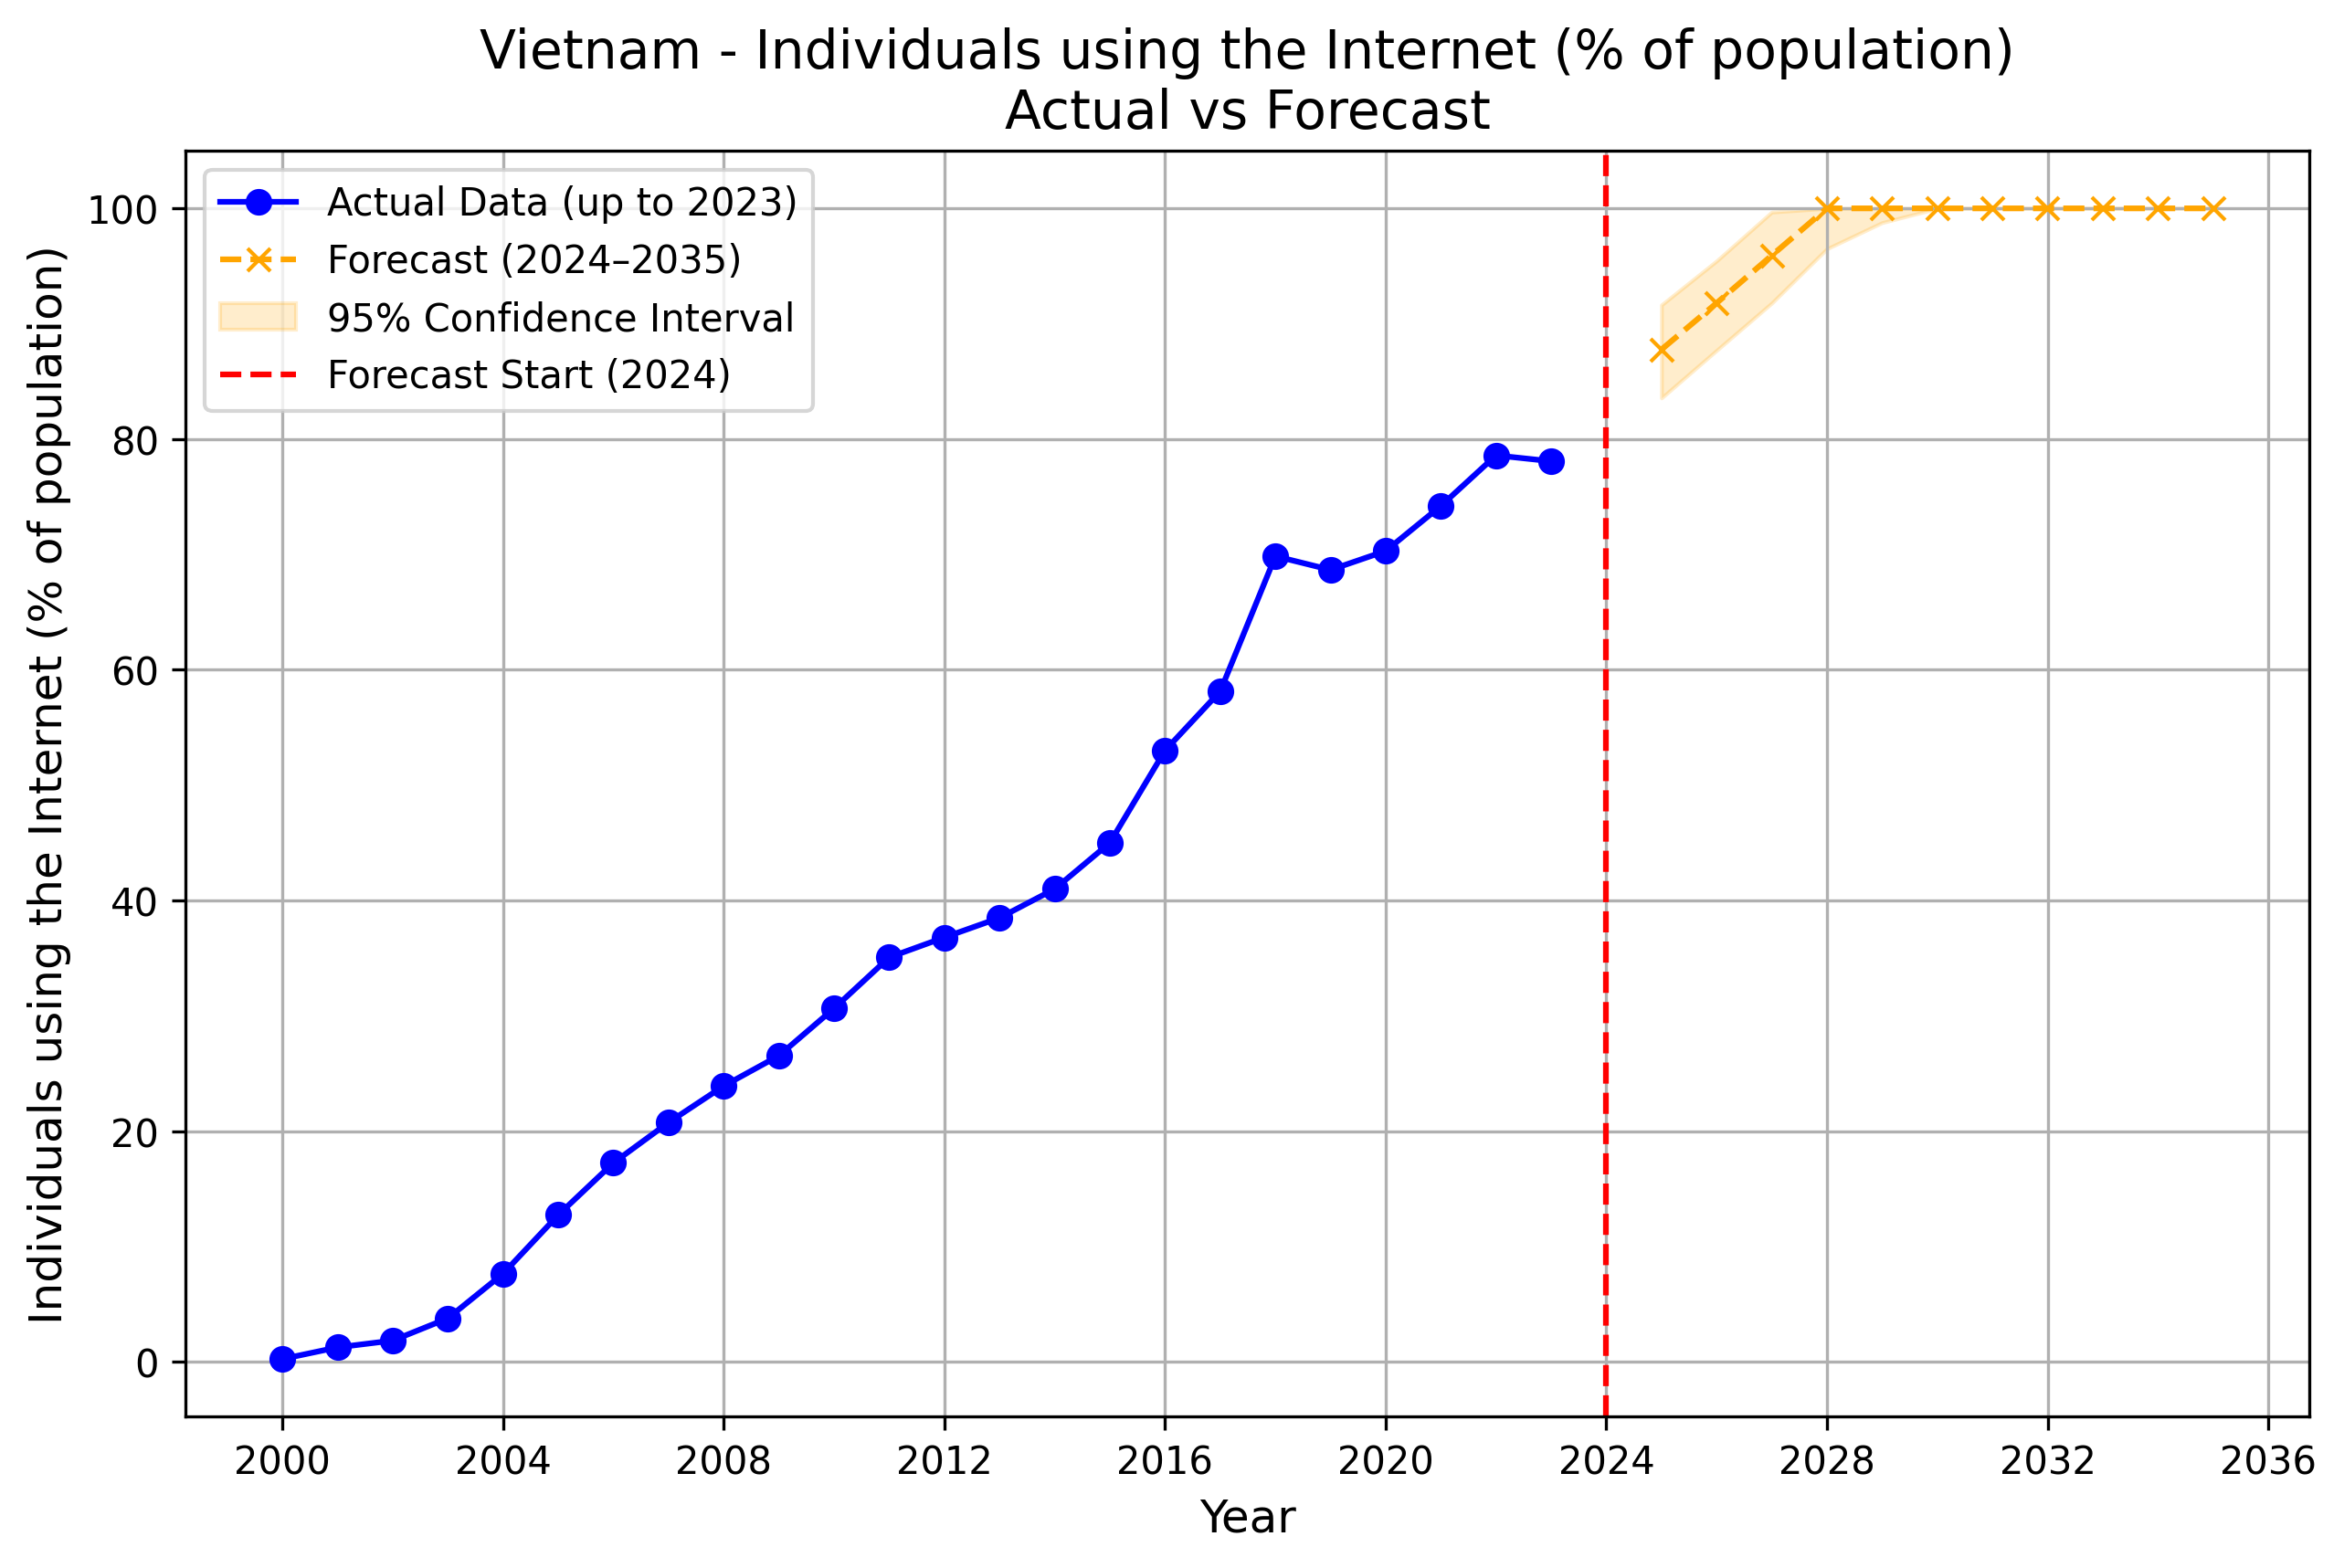 Vietnam - Individuals using the Internet (% of population)
Actual vs Forecast
Actual Data (up to 2023)
Forecast (2024–2035)
95% Confidence Interval
Forecast Start (2024)
Individuals using the Internet (% of population)
100
80
60
40
20
0
2000 2004 2008 2012 2016 2020 2024 2028 2032 2036
Year